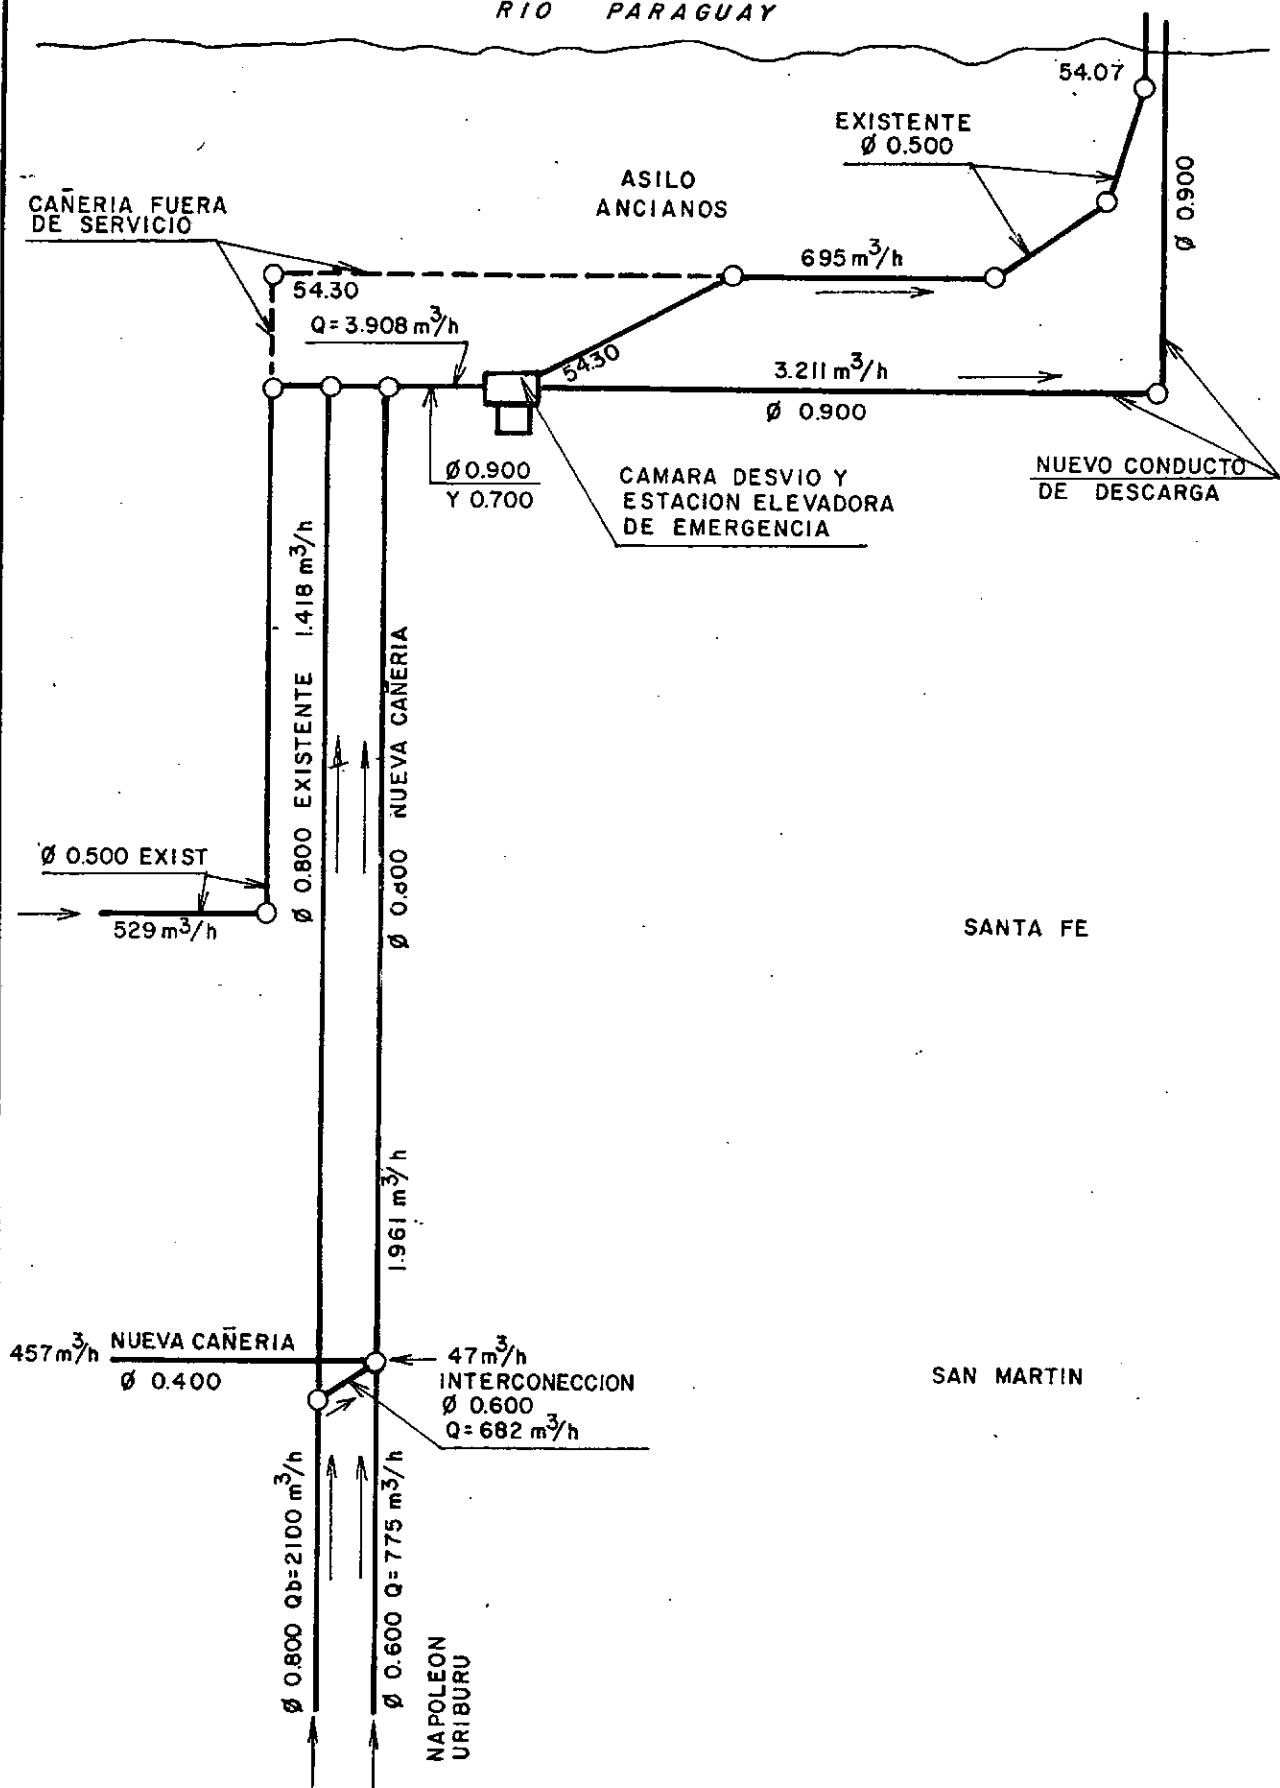 RIO PARAGUAY
54.07
EXISTENTE
Ø 0.500
ASILO
ANCIANOS
Ø 0.900
CAÑERIA FUERA
DE SERVICIO
695 m³/h
54.30
Q=3.908 m³/h
54.30
3.211 m³/h
Ø 0.900
Ø 0.900
Y 0.700
CAMARA DESVIO Y
ESTACION ELEVADORA
DE EMERGENCIA
NUEVO CONDUCTO
DE DESCARGA
Ø 0.800 EXISTENTE 1.418 m³/h
Ø 0.800 NUEVA CAÑERIA
Ø 0.500 EXIST
529 m³/h
SANTA FE
1.961 m³/h
457 m³/h NUEVA CAÑERIA
Ø 0.400
47 m³/h
INTERCONECCION
Ø 0.600
Q=682 m³/h
SAN MARTIN
Ø 0.800 Qb=2100 m³/h
Ø 0.600 Q=775 m³/h
NAPOLEON
URIBURU